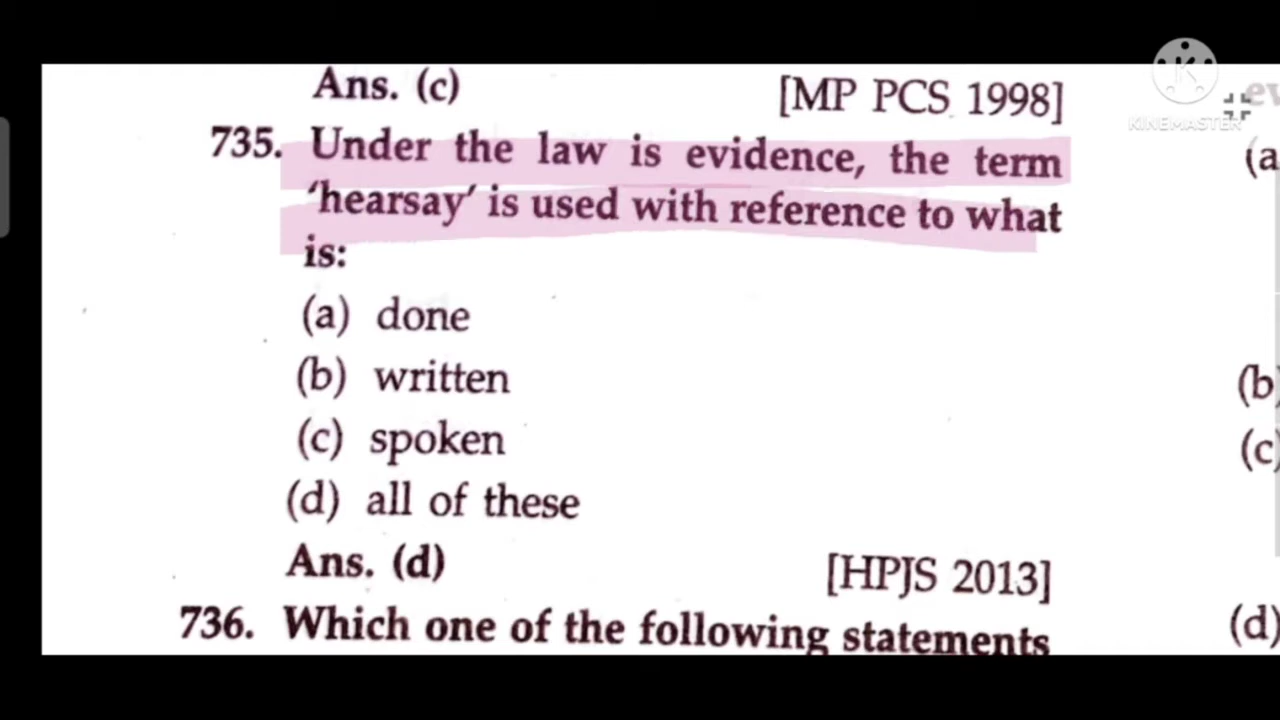 Ans. (c) [MP PCS 1998]
735. Under the law is evidence, the term
'hearsay' is used with reference to what
is:
(a) done
(b) written
(c) spoken
(d) all of these
Ans. (d) [HPJS 2013]
736. Which one of the following statements
KINEMASTER
ev
(a
(b)
(c)
(d)